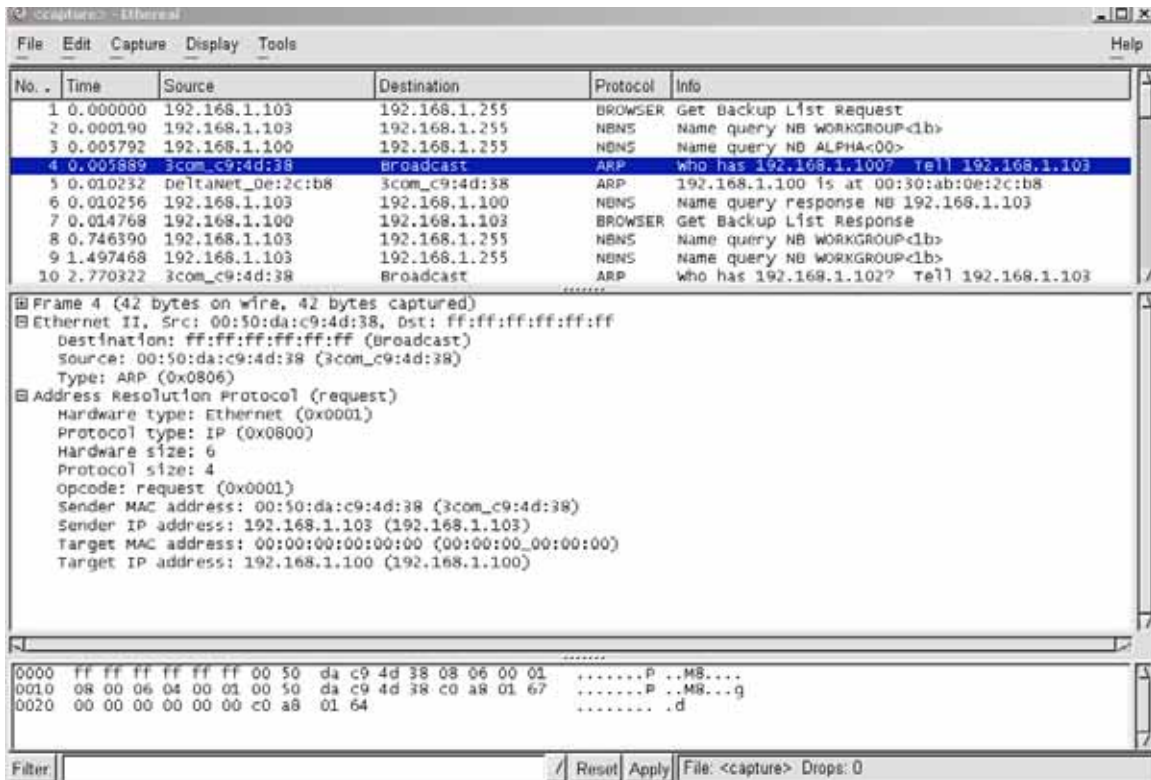 <capture> - Ethereal
File Edit Capture Display Tools Help
No. . Time Source Destination Protocol Info
1 0.000000 192.168.1.103 192.168.1.255 BROWSER Get Backup List Request
2 0.000190 192.168.1.103 192.168.1.255 NBNS Name query NB WORKGROUP<1b>
3 0.005792 192.168.1.100 192.168.1.255 NBNS Name query NB ALPHA<00>
4 0.005889 3com_c9:4d:38 Broadcast ARP Who has 192.168.1.100? Tell 192.168.1.103
5 0.010232 DeltaNet_0e:2c:b8 3com_c9:4d:38 ARP 192.168.1.100 is at 00:30:ab:0e:2c:b8
6 0.010256 192.168.1.103 192.168.1.100 NBNS Name query response NB 192.168.1.103
7 0.014768 192.168.1.100 192.168.1.103 BROWSER Get Backup List Response
8 0.746390 192.168.1.103 192.168.1.255 NBNS Name query NB WORKGROUP<1b>
9 1.497468 192.168.1.103 192.168.1.255 NBNS Name query NB WORKGROUP<1b>
10 2.770322 3com_c9:4d:38 Broadcast ARP Who has 192.168.1.102? Tell 192.168.1.103
Frame 4 (42 bytes on wire, 42 bytes captured)
Ethernet II, Src: 00:50:da:c9:4d:38, Dst: ff:ff:ff:ff:ff:ff
Destination: ff:ff:ff:ff:ff:ff (Broadcast)
Source: 00:50:da:c9:4d:38 (3com_c9:4d:38)
Type: ARP (0x0806)
Address Resolution Protocol (request)
Hardware type: Ethernet (0x0001)
Protocol type: IP (0x0800)
Hardware size: 6
Protocol size: 4
Opcode: request (0x0001)
Sender MAC address: 00:50:da:c9:4d:38 (3com_c9:4d:38)
Sender IP address: 192.168.1.103 (192.168.1.103)
Target MAC address: 00:00:00:00:00:00 (00:00:00_00:00:00)
Target IP address: 192.168.1.100 (192.168.1.100)
0000 ff ff ff ff ff ff 00 50 da c9 4d 38 08 06 00 01 .......P ..M8....
0010 08 00 06 04 00 01 00 50 da c9 4d 38 c0 a8 01 67 .......P ..M8...g
0020 00 00 00 00 00 00 c0 a8 01 64 ........ .d
Filter: / Reset Apply File: <capture> Drops: 0